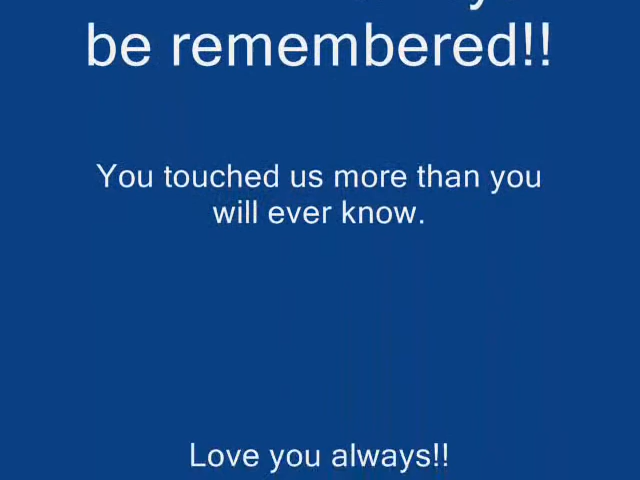 be remembered!!
You touched us more than you
will ever know.
Love you always!!